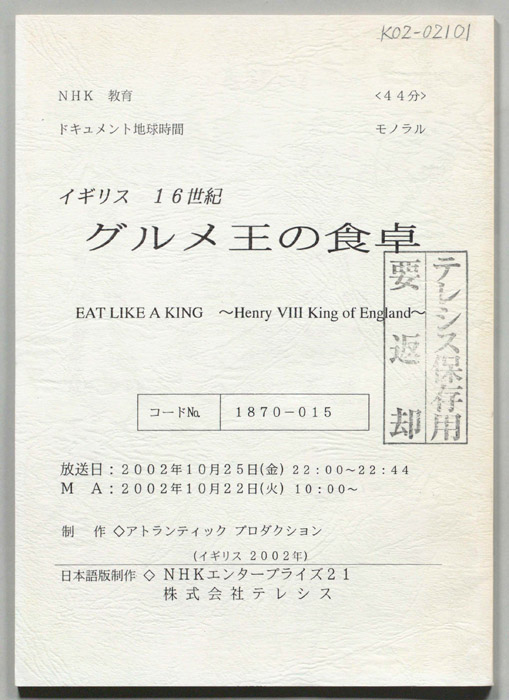 K02-02101
NHK 教育 <44分>
ドキュメント地球時間 モノラル
イギリス 16世紀
グルメ王の食卓
EAT LIKE A KING ～Henry VIII King of England～
テレシス保存用
要返却
コードNo. 1870-015
放送日：2002年10月25日(金) 22:00～22:44
M A：2002年10月22日(火) 10:00～
制 作 ◇アトランティック プロダクション
(イギリス 2002年)
日本語版制作 ◇ NHKエンタープライズ21
株式会社テレシス